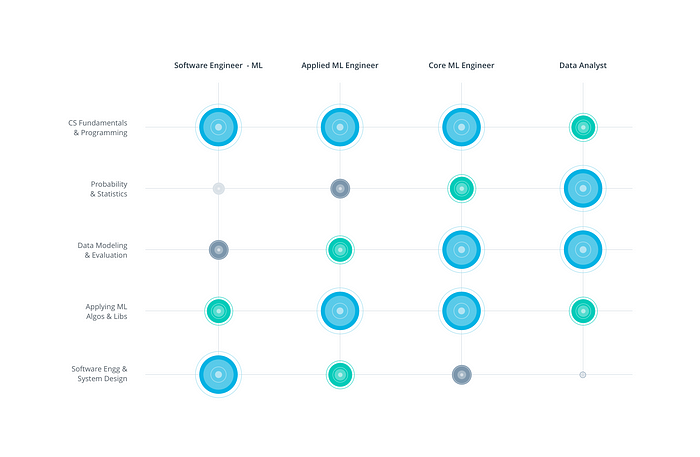 Software Engineer - ML
Applied ML Engineer
Core ML Engineer
Data Analyst
CS Fundamentals
& Programming
Probability
& Statistics
Data Modeling
& Evaluation
Applying ML
Algos & Libs
Software Engg &
System Design